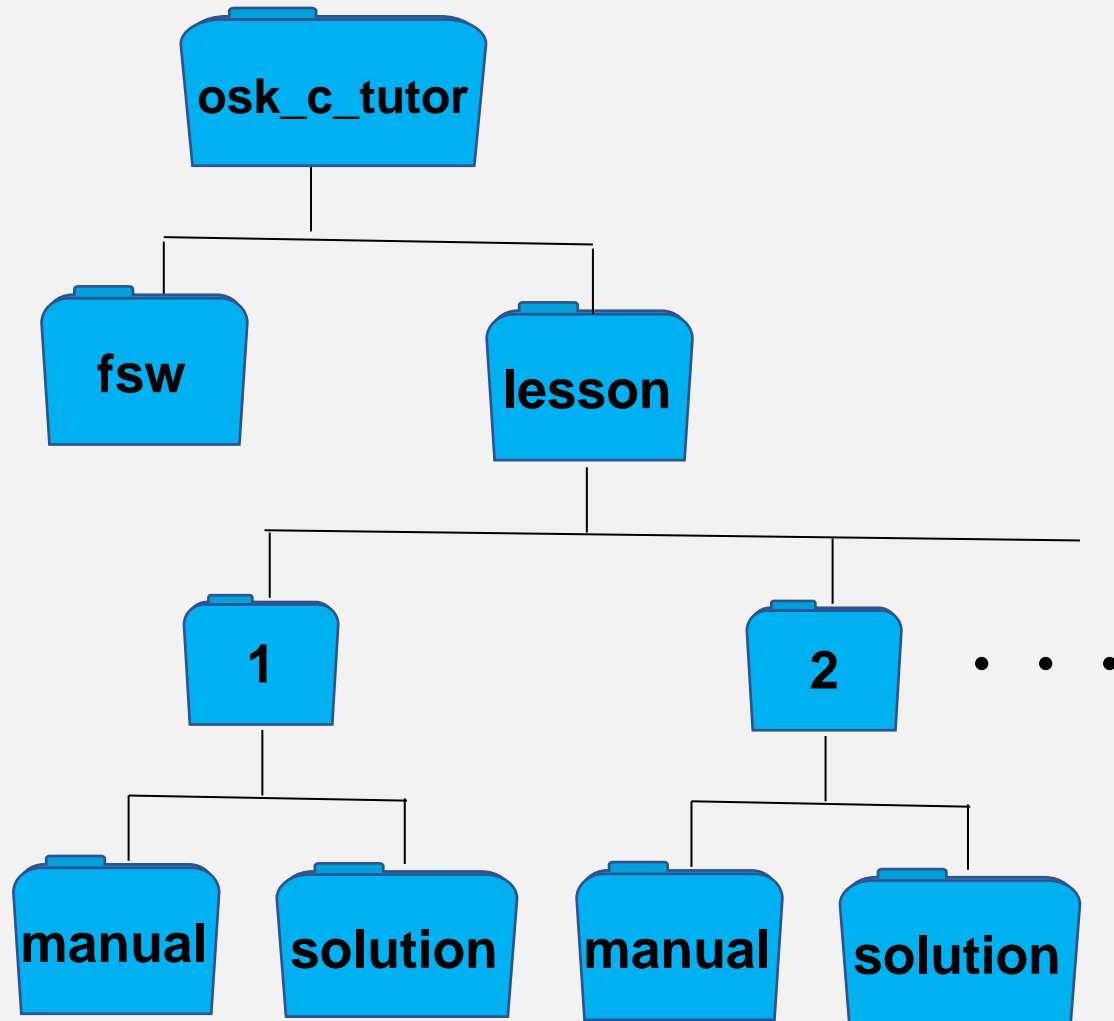 osk_c_tutor
fsw
lesson
1
2
. . .
manual
solution
manual
solution